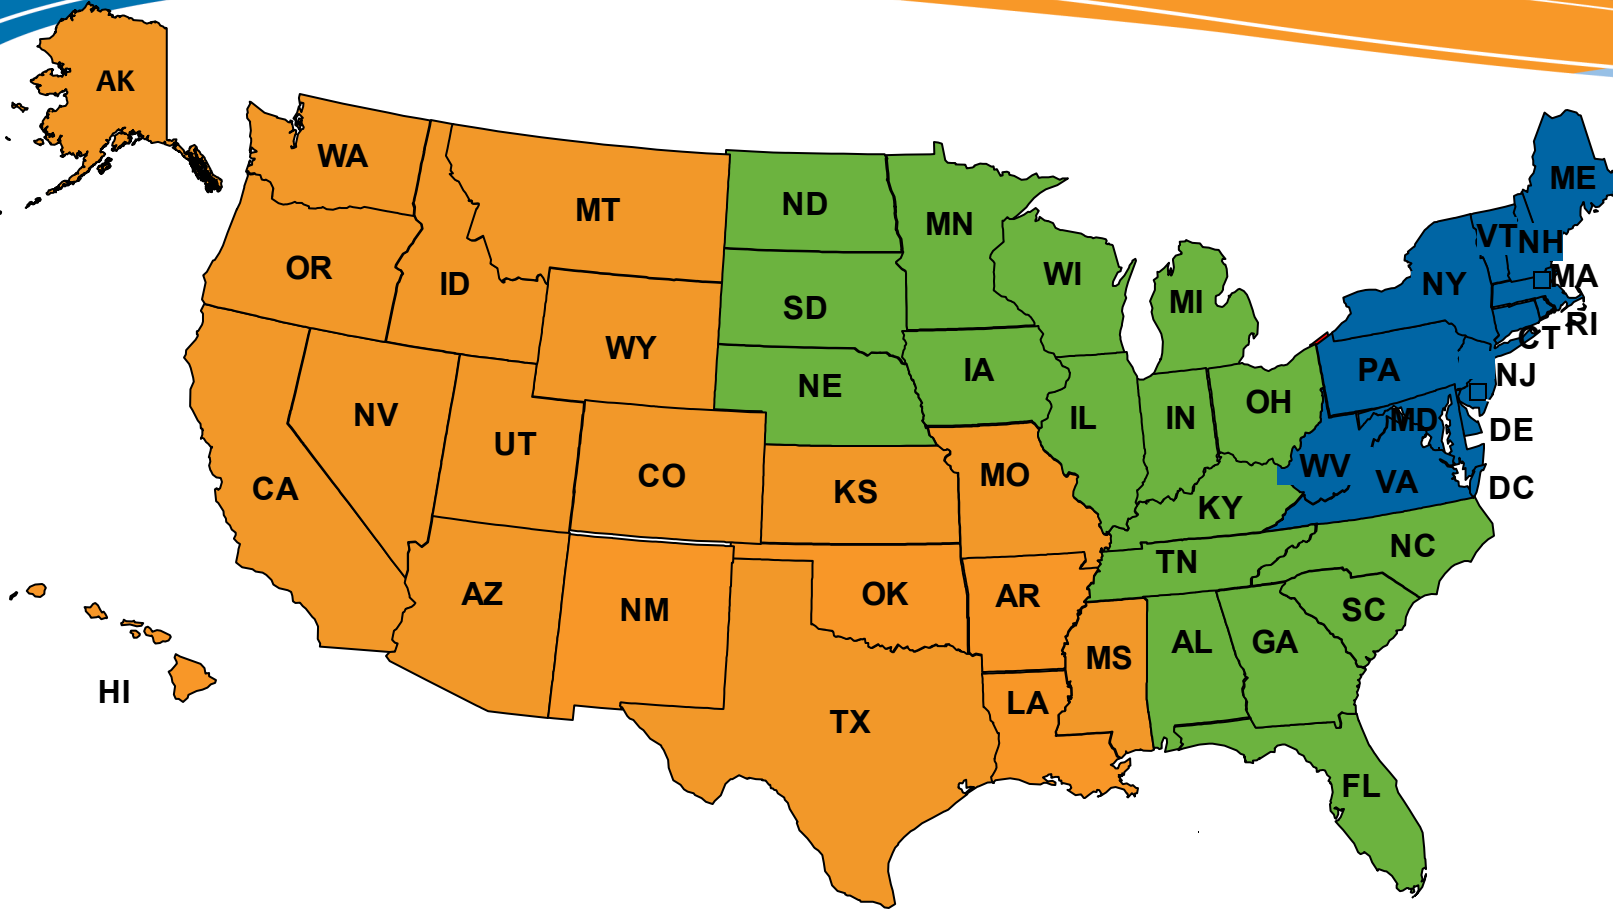 AK
WA
MT
ND
MN
ME
OR
ID
VT
NH
WI
MI
NY
MA
SD
WY
RI
CT
NE
IA
PA
NJ
NV
UT
IL
IN
OH
MD
DE
CO
KS
MO
WV
VA
CA
DC
KY
AZ
NM
OK
AR
TN
NC
SC
HI
TX
LA
MS
AL
GA
FL